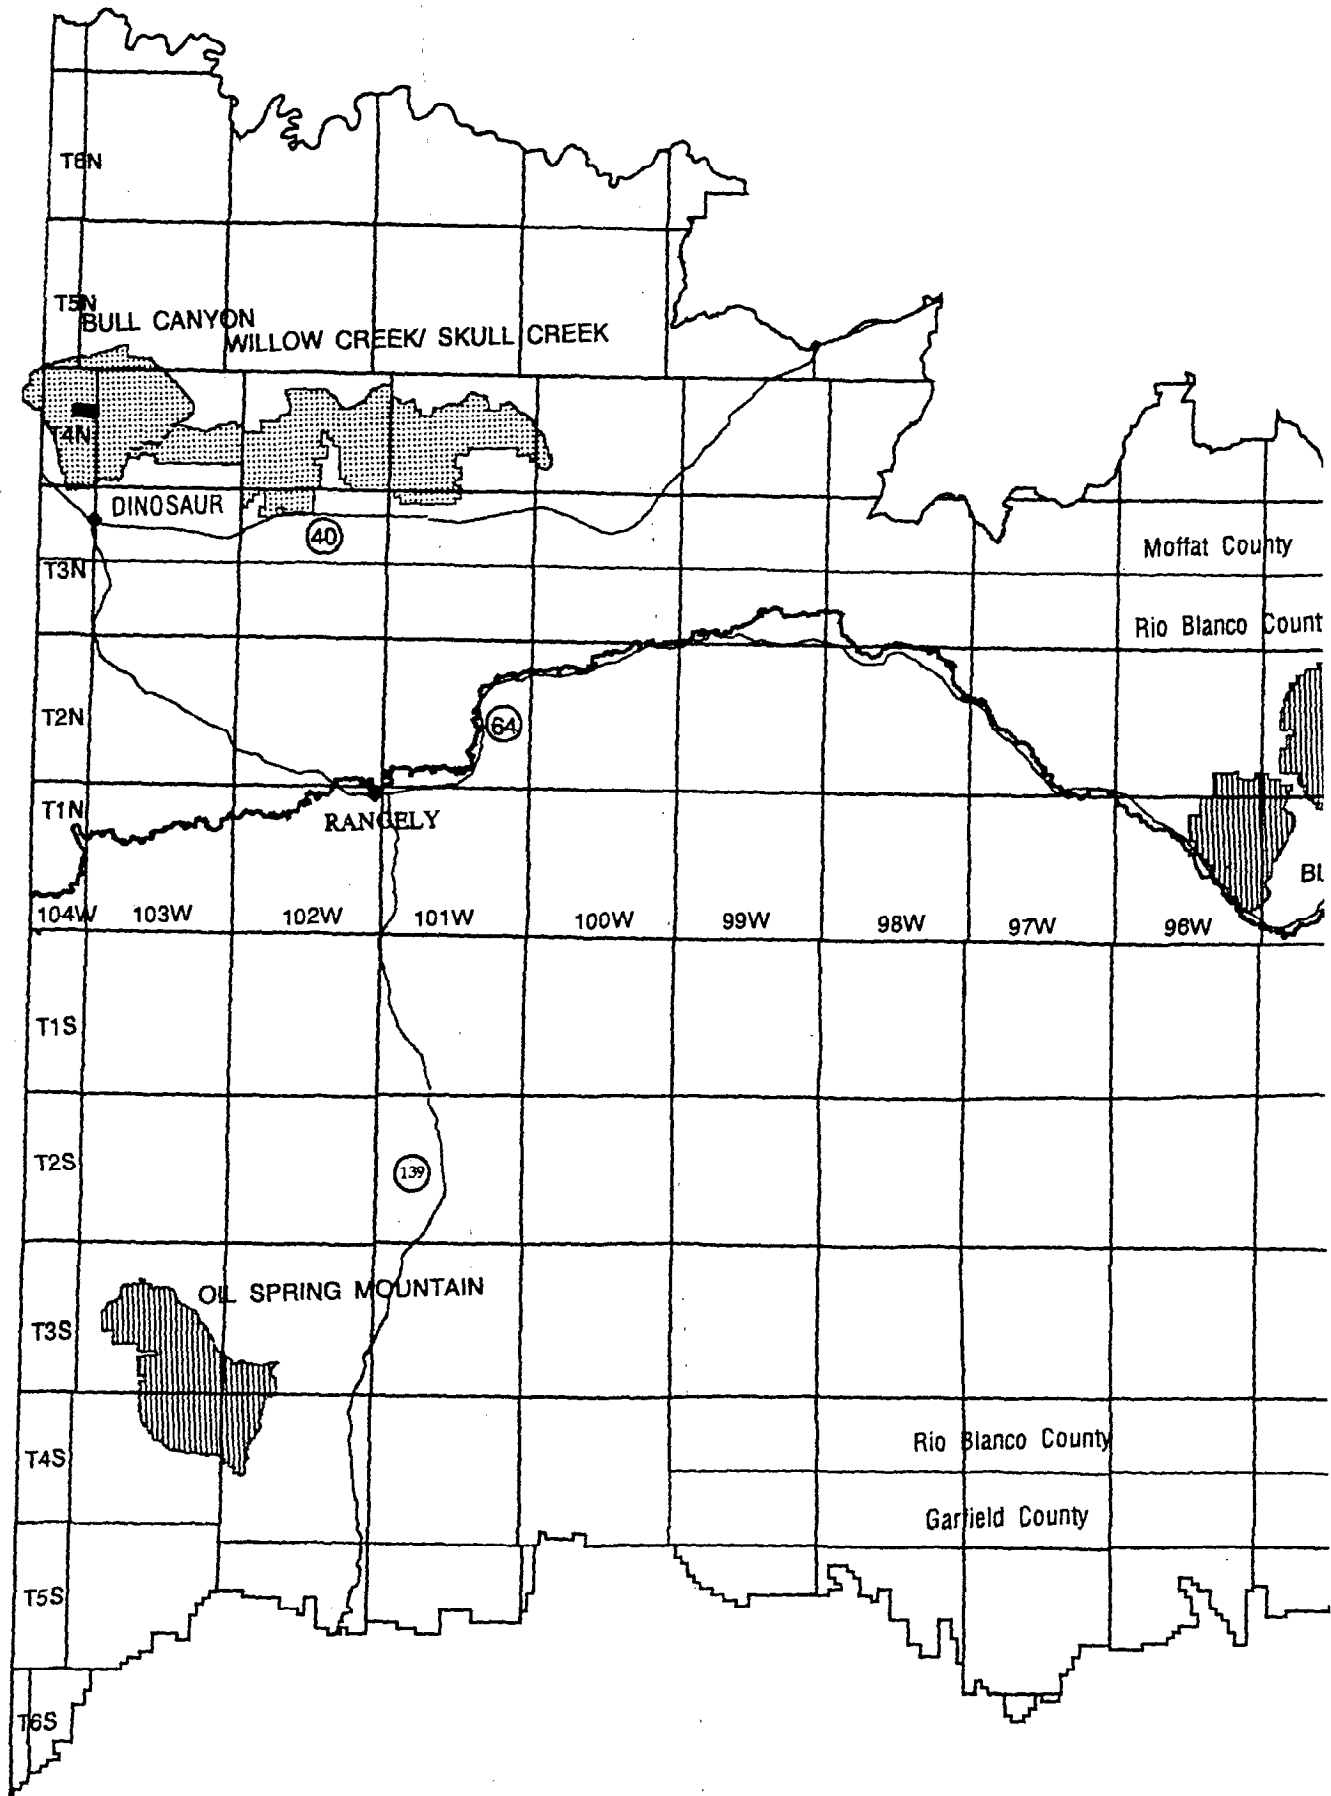 T6N
T5N
BULL CANYON
WILLOW CREEK/ SKULL CREEK
T4N
DINOSAUR
40
Moffat County
T3N
Rio Blanco Count
T2N
64
T1N
RANGELY
BL
104W 103W 102W 101W 100W 99W 98W 97W 96W
T1S
T2S
139
OIL SPRING MOUNTAIN
T3S
Rio Blanco County
T4S
Garfield County
T5S
T6S